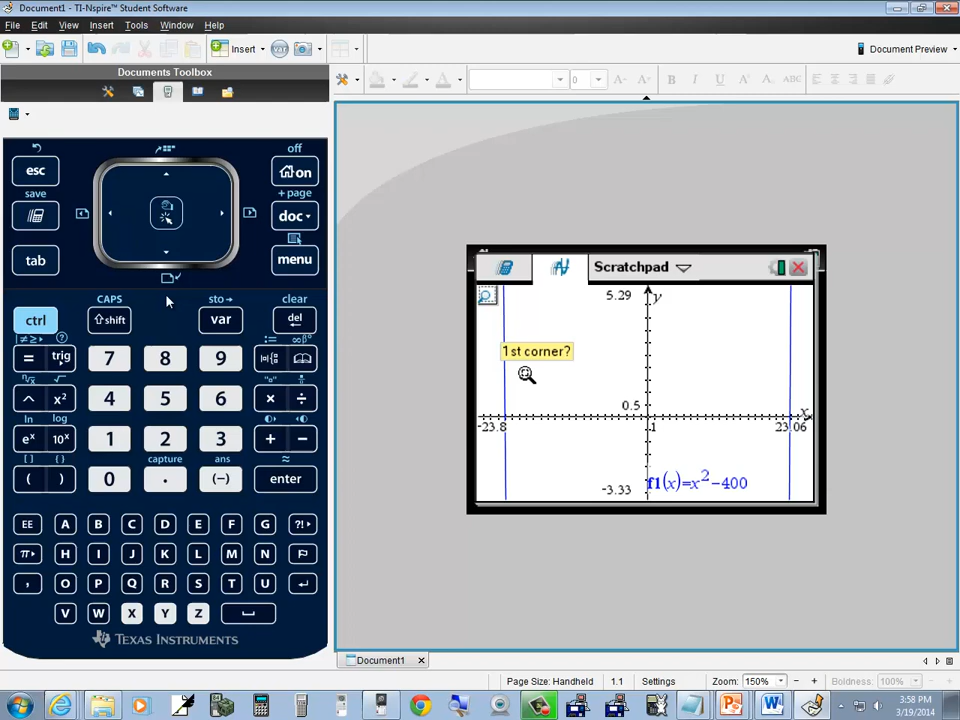 Document1 - TI-Nspire™ Student Software
File Edit View Insert Tools Window Help
Insert
Document Preview
Documents Toolbox
0
A⁻ A⁺ B I U A A ABC
esc
off
on
save
+ page
doc
tab
menu
CAPS
sto→
clear
ctrl
shift
var
del
|≠≥>
:= ∞β°
= trig 7 8 9
ⁿ√x √
^ x² 4 5 6 × ÷
ln log
eˣ 10ˣ 1 2 3 + −
[ ] { } capture ans ≈
( ) 0 . (−) enter
EE A B C D E F G ?!
π H I J K L M N
, O P Q R S T U
V W X Y Z
TEXAS INSTRUMENTS
Scratchpad
5.29 y
1st corner?
0.5
x
-23.8 1 23.06
f1(x)=x²−400
-3.33
Document1
Page Size: Handheld 1.1 Settings Zoom: 150% − + Boldness: 100% − +
3:58 PM
3/19/2014